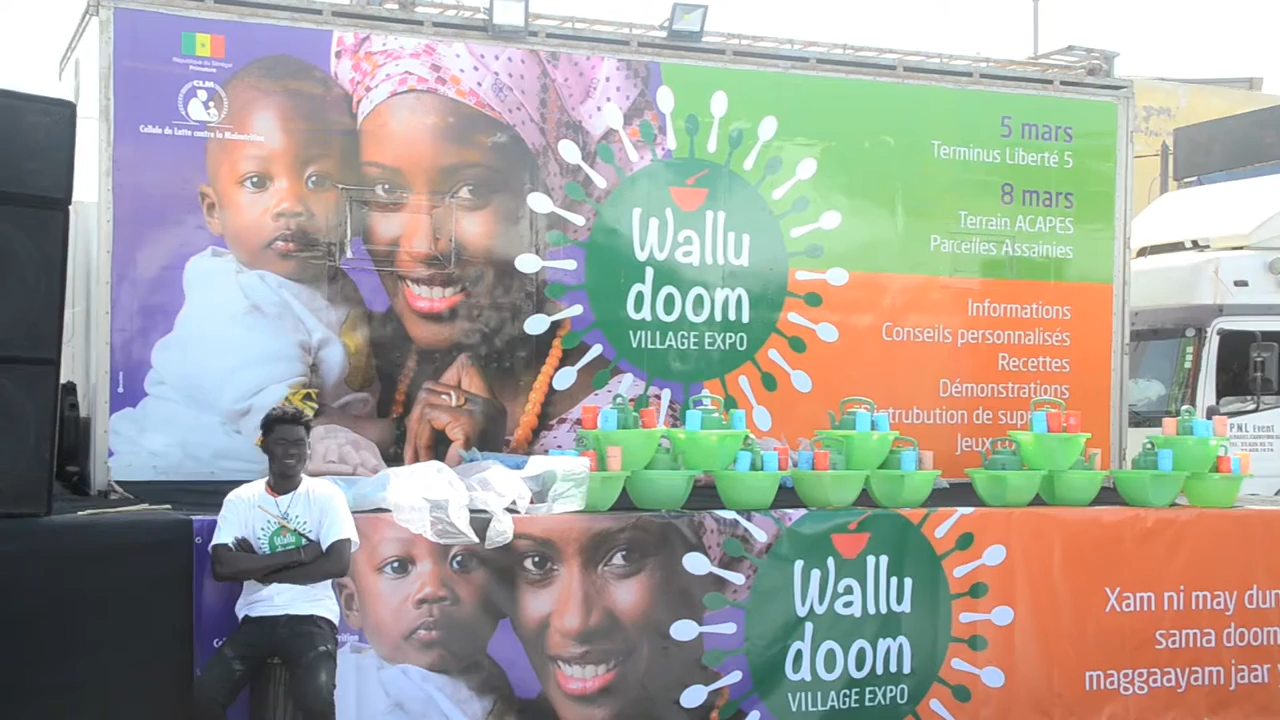 République du Sénégal
Primature
CLM
Cellule de Lutte contre la Malnutrition
Wallu
doom
VILLAGE EXPO
5 mars
Terminus Liberté 5
8 mars
Terrain ACAPES
Parcelles Assainies
Informations
Conseils personnalisés
Recettes
Démonstrations
de
Jeux
P.N.L Event
Wallu
doom
VILLAGE EXPO
Xam ni may
sama doom
maggaayam jaar